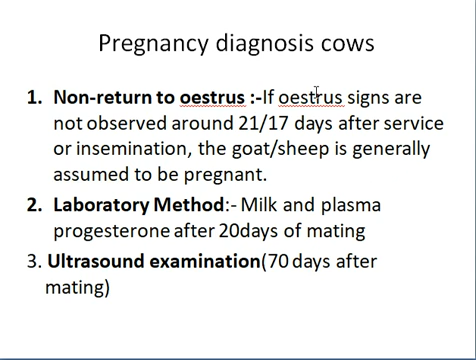 Pregnancy diagnosis cows
1. Non-return to oestrus :-If oestrus signs are
not observed around 21/17 days after service
or insemination, the goat/sheep is generally
assumed to be pregnant.
2. Laboratory Method:- Milk and plasma
progesterone after 20days of mating
3. Ultrasound examination(70 days after
mating)